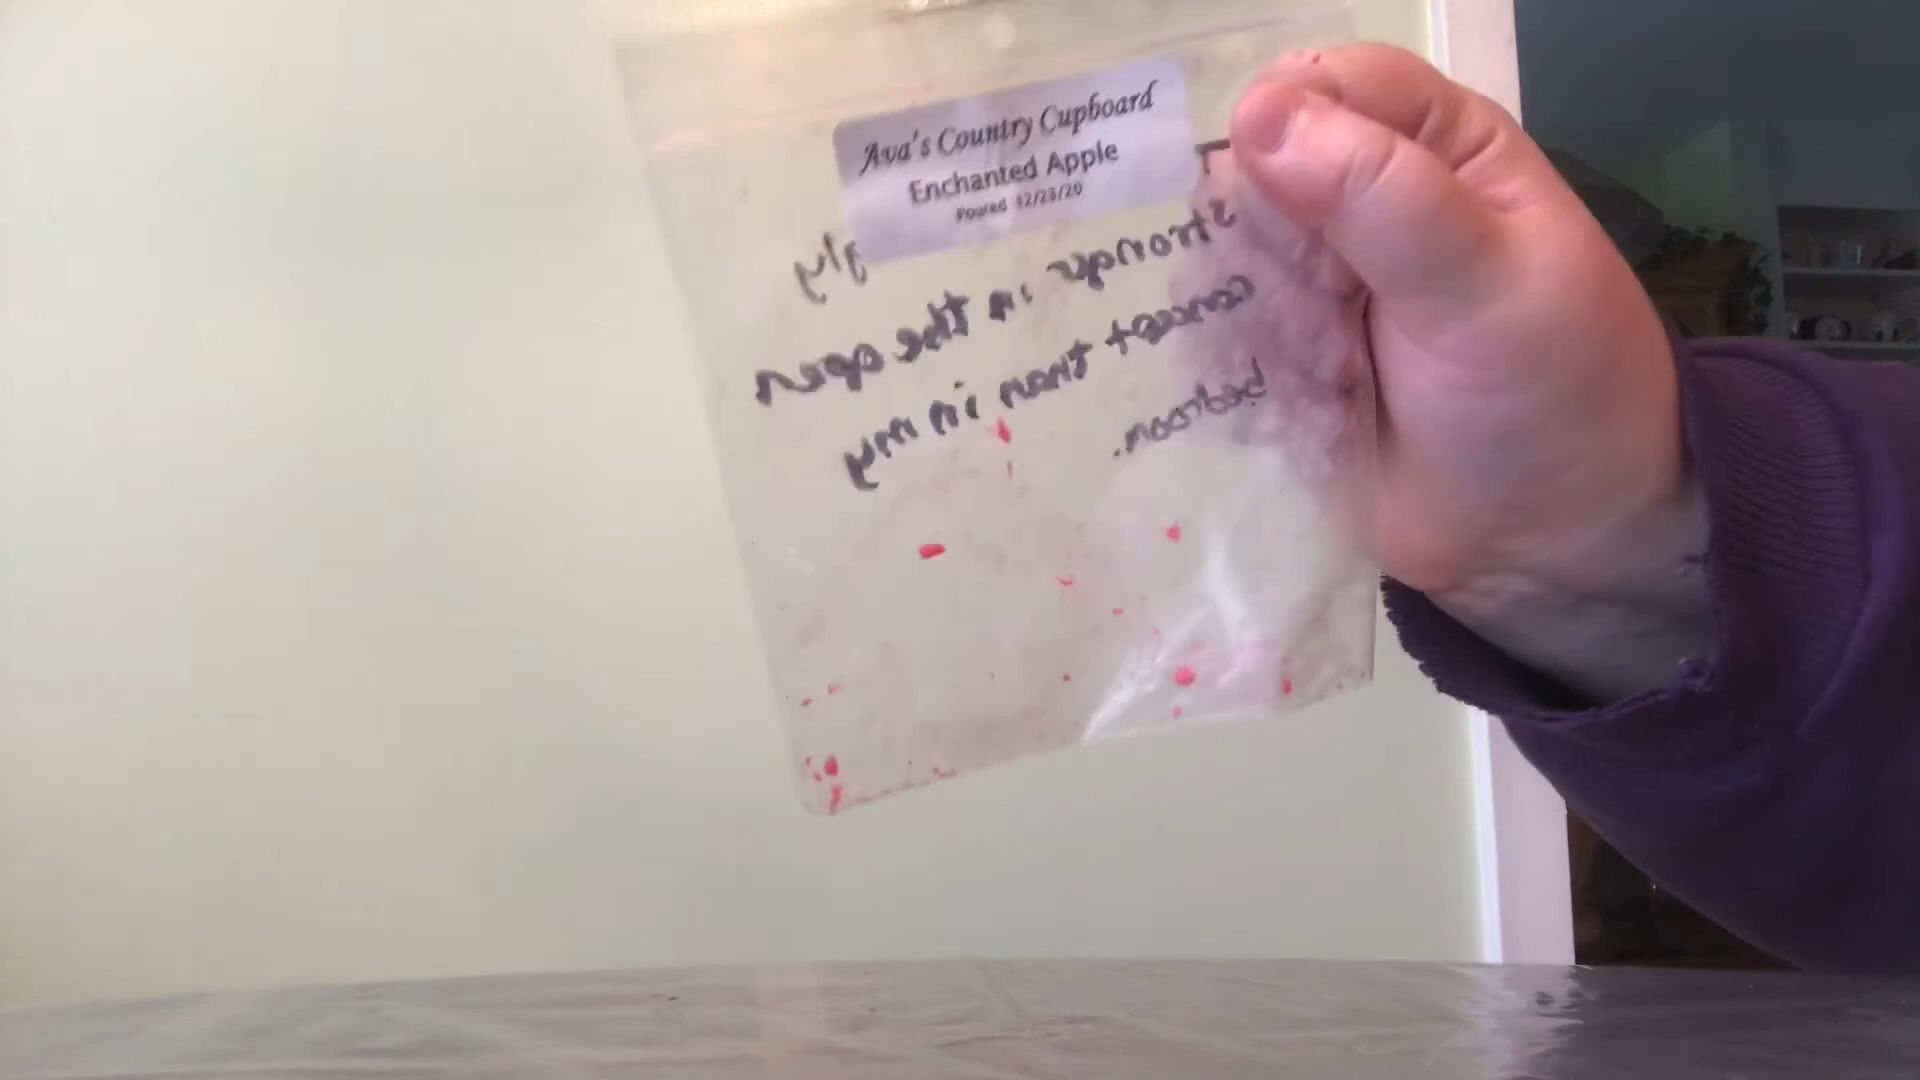 Ava's Country Cupboard
Enchanted Apple
Poured 12/23/20
stronger in the open
concept than in my
bedroom.